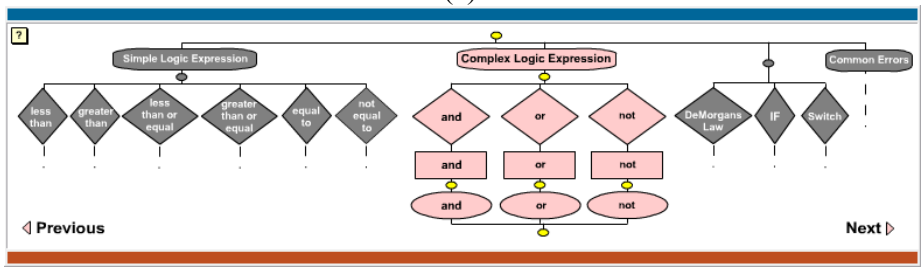 ?
Simple Logic Expression
Complex Logic Expression
Common Errors
less
than
greater
than
less
than or
equal
greater
than or
equal
equal
to
not
equal
to
and
or
not
DeMorgans
Law
IF
Switch
and
or
not
and
or
not
Previous
Next